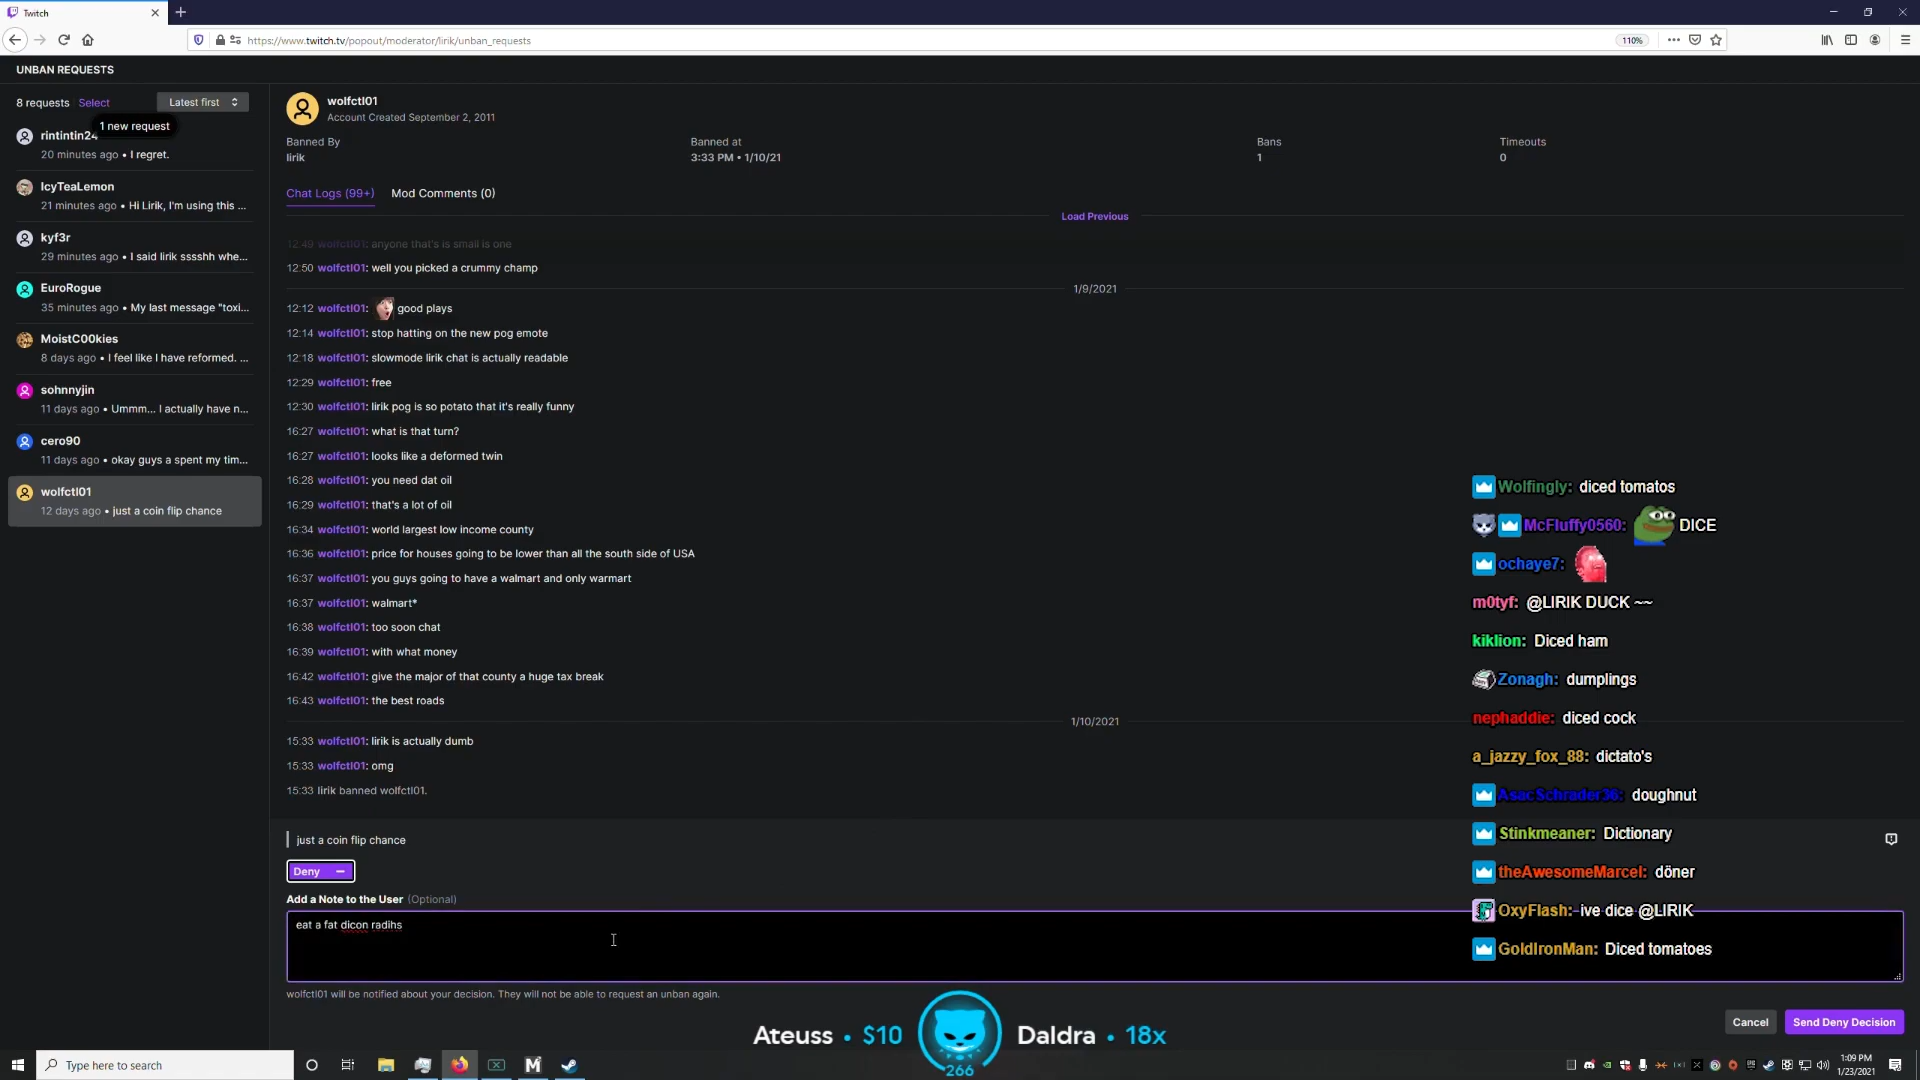 Twitch
https://www.twitch.tv/popout/moderator/lirik/unban_requests
110%
UNBAN REQUESTS
8 requests Select
Latest first
1 new request
rintintin24
20 minutes ago • I regret.
IcyTeaLemon
21 minutes ago • Hi Lirik, I'm using this ...
kyf3r
29 minutes ago • I said lirik sssshh whe...
EuroRogue
35 minutes ago • My last message "toxi...
MoistC00kies
8 days ago • I feel like I have reformed. ...
sohnnyjin
11 days ago • Ummm... I actually have n...
cero90
11 days ago • okay guys a spent my tim...
wolfctl01
12 days ago • just a coin flip chance
wolfctl01
Account Created September 2, 2011
Banned By
lirik
Banned at
3:33 PM • 1/10/21
Bans
1
Timeouts
0
Chat Logs (99+) Mod Comments (0)
Load Previous
12:49 wolfctl01: anyone that's is small is one
12:50 wolfctl01: well you picked a crummy champ
1/9/2021
12:12 wolfctl01: good plays
12:14 wolfctl01: stop hatting on the new pog emote
12:18 wolfctl01: slowmode lirik chat is actually readable
12:29 wolfctl01: free
12:30 wolfctl01: lirik pog is so potato that it's really funny
16:27 wolfctl01: what is that turn?
16:27 wolfctl01: looks like a deformed twin
16:28 wolfctl01: you need dat oil
16:29 wolfctl01: that's a lot of oil
16:34 wolfctl01: world largest low income county
16:36 wolfctl01: price for houses going to be lower than all the south side of USA
16:37 wolfctl01: you guys going to have a walmart and only warmart
16:37 wolfctl01: walmart*
16:38 wolfctl01: too soon chat
16:39 wolfctl01: with what money
16:42 wolfctl01: give the major of that county a huge tax break
16:43 wolfctl01: the best roads
1/10/2021
15:33 wolfctl01: lirik is actually dumb
15:33 wolfctl01: omg
15:33 lirik banned wolfctl01.
just a coin flip chance
Deny
Add a Note to the User (Optional)
eat a fat dicon radihs
wolfctl01 will be notified about your decision. They will not be able to request an unban again.
Cancel
Send Deny Decision
Wolfingly: diced tomatos
McFluffy0560: DICE
ochaye7:
m0tyf: @LIRIK DUCK ~~
kiklion: Diced ham
Zonagh: dumplings
nephaddie: diced cock
a_jazzy_fox_88: dictato's
AsacSchrader36: doughnut
Stinkmeaner: Dictionary
theAwesomeMarcel: döner
OxyFlash: ive dice @LIRIK
GoldIronMan: Diced tomatoes
Ateuss • $10
266
Daldra • 18x
Type here to search
1:09 PM
1/23/2021